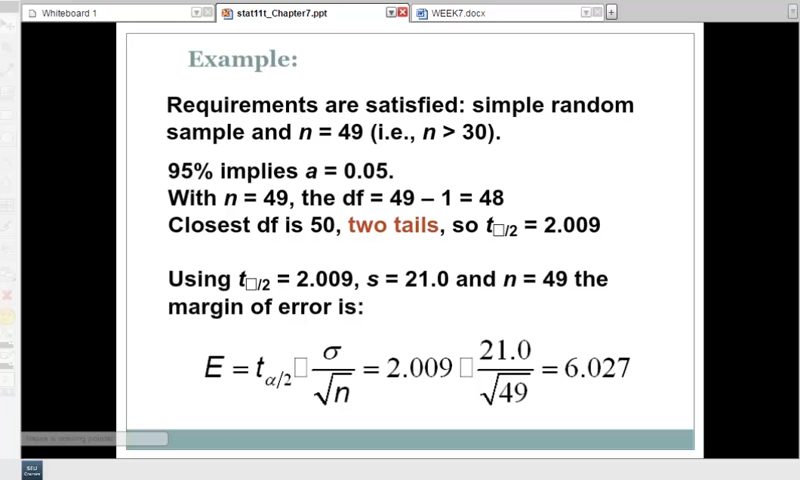 Whiteboard 1
stat11t_Chapter7.ppt
WEEK7.docx
Example:
Requirements are satisfied: simple random
sample and n = 49 (i.e., n > 30).
95% implies a = 0.05.
With n = 49, the df = 49 – 1 = 48
Closest df is 50, two tails, so t□/2 = 2.009
Using t□/2 = 2.009, s = 21.0 and n = 49 the
margin of error is:
E = tα/2 □ σ/√n = 2.009 □ 21.0/√49 = 6.027
SEU